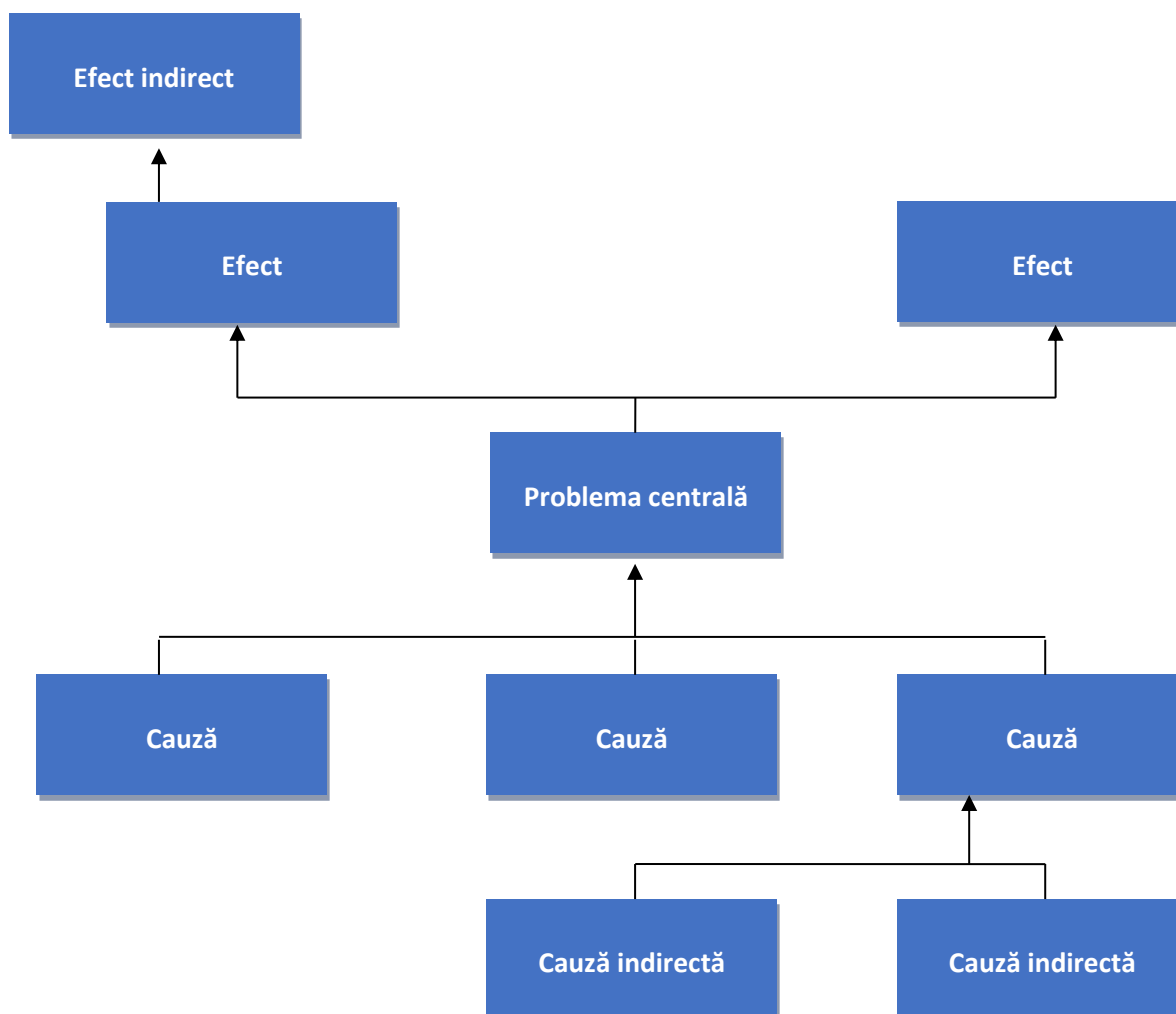 Efect indirect
Efect
Efect
Problema centrală
Cauză
Cauză
Cauză
Cauză indirectă
Cauză indirectă